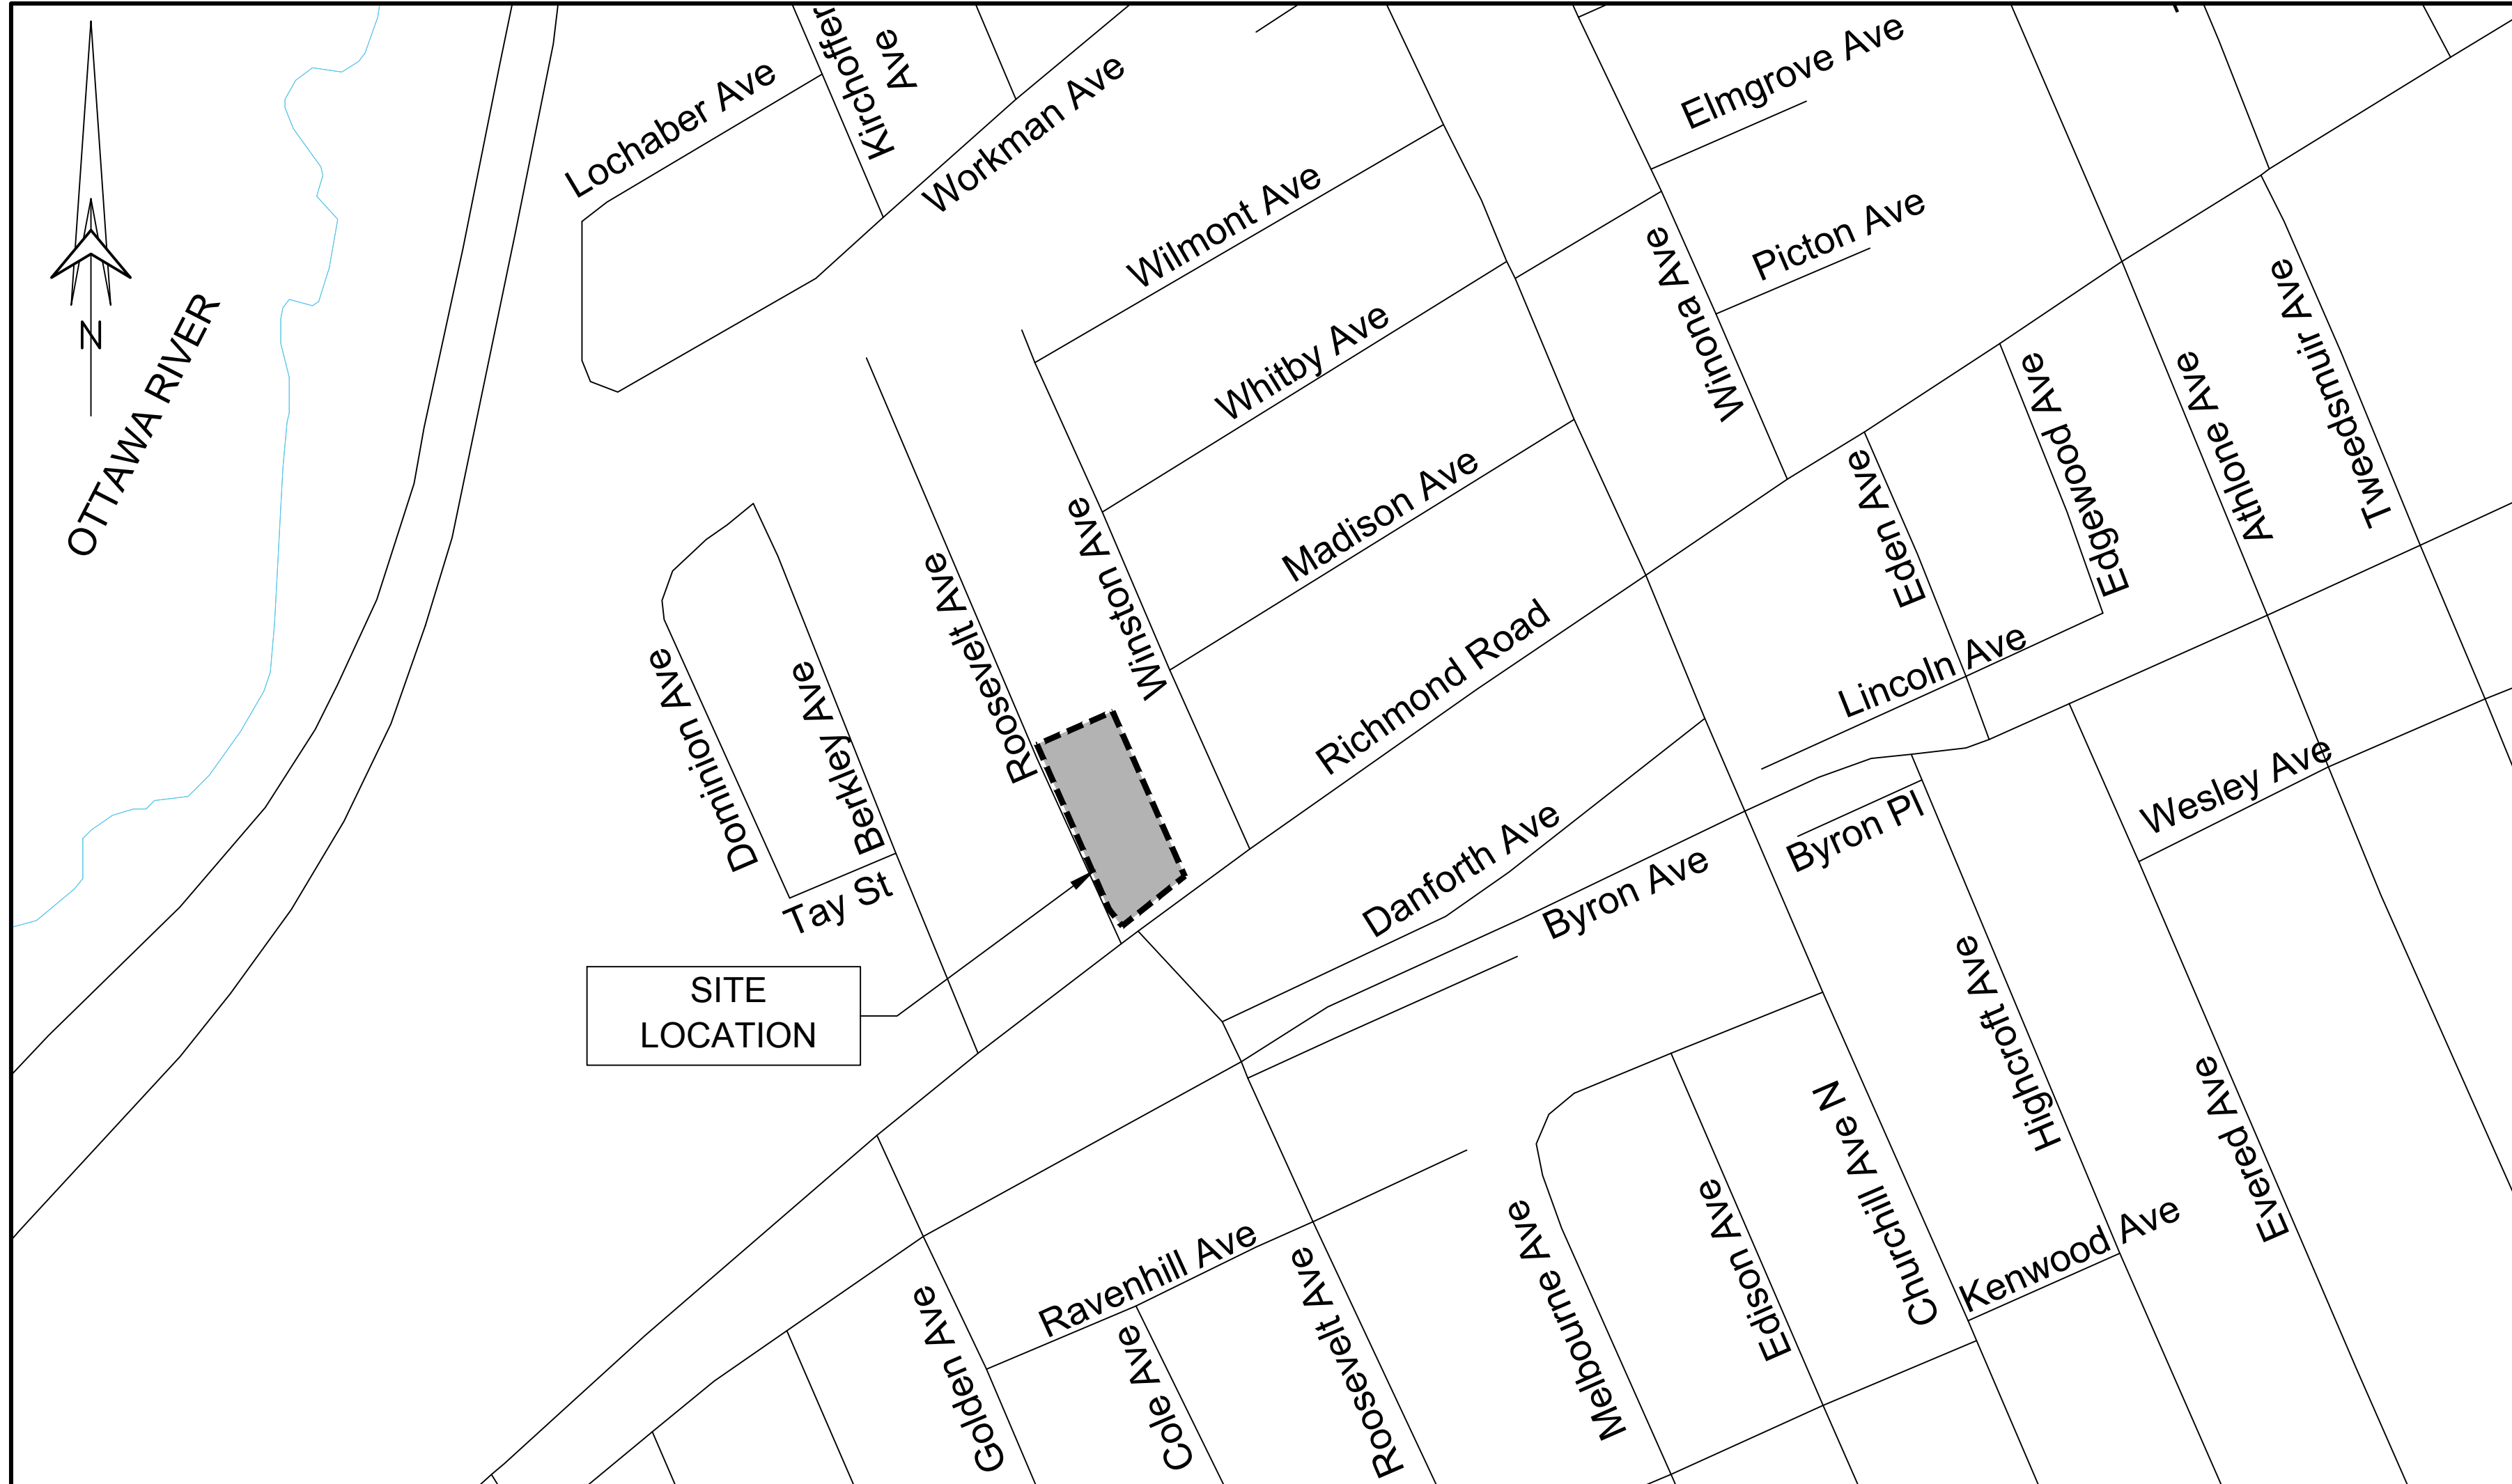 Kirchoffer
Ave
Elmgrove Ave
Lochaber Ave
Workman Ave
Wilmont Ave
Picton Ave
Winona Ave
N
OTTAWA RIVER
Whitby Ave
Tweedsmuir Ave
Edgewood Ave
Athlone Ave
Madison Ave
Eden Ave
Winston Ave
Roosevelt Ave
Richmond Road
Lincoln Ave
Dominion Ave
Berkley Ave
Wesley Ave
Byron Pl
Danforth Ave
Byron Ave
Tay St
SITE
LOCATION
Highcroft Ave
Churchill Ave N
Evered Ave
Kenwood Ave
Edison Ave
Melbourne Ave
Ravenhill Ave
Roosevelt Ave
Golden Ave
Cole Ave